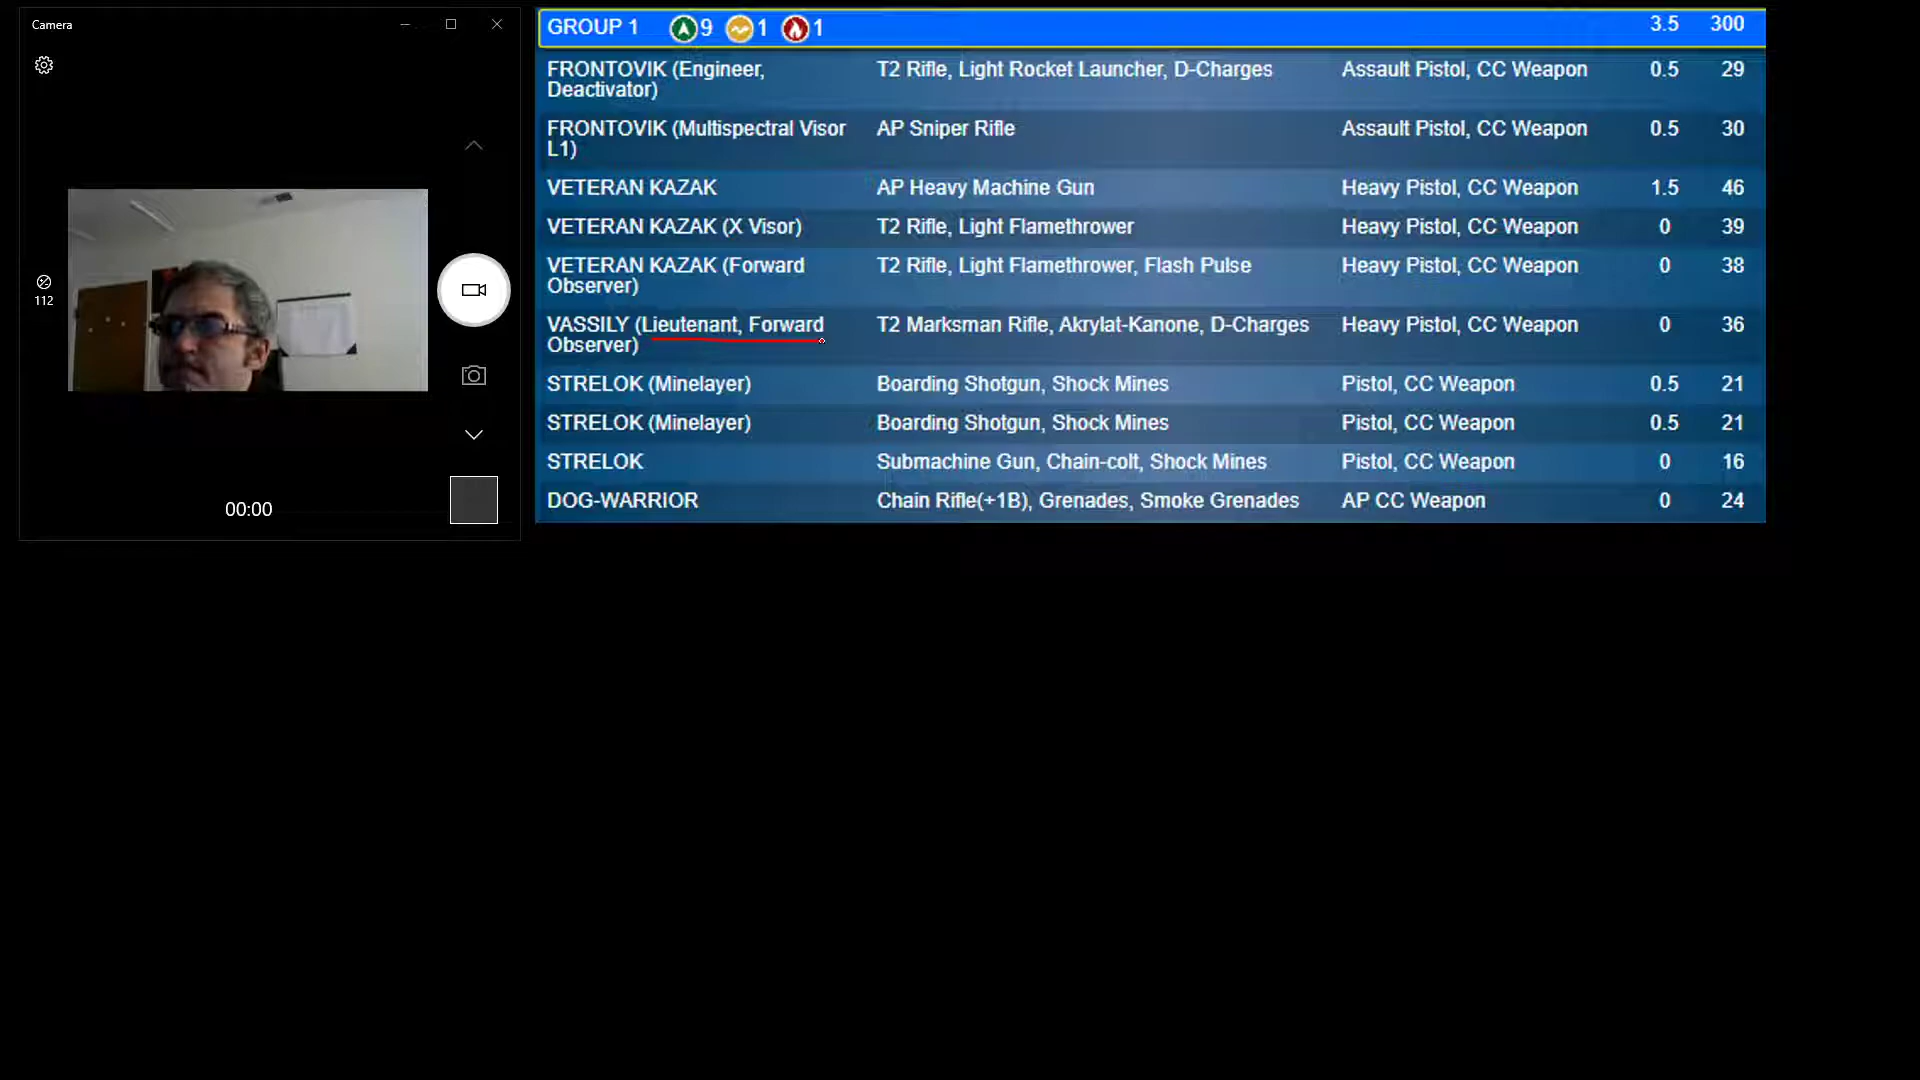 Camera
112
00:00
GROUP 1 9 1 1 3.5 300
FRONTOVIK (Engineer, T2 Rifle, Light Rocket Launcher, D-Charges Assault Pistol, CC Weapon 0.5 29
Deactivator)
FRONTOVIK (Multispectral Visor AP Sniper Rifle Assault Pistol, CC Weapon 0.5 30
L1)
VETERAN KAZAK AP Heavy Machine Gun Heavy Pistol, CC Weapon 1.5 46
VETERAN KAZAK (X Visor) T2 Rifle, Light Flamethrower Heavy Pistol, CC Weapon 0 39
VETERAN KAZAK (Forward T2 Rifle, Light Flamethrower, Flash Pulse Heavy Pistol, CC Weapon 0 38
Observer)
VASSILY (Lieutenant, Forward T2 Marksman Rifle, Akrylat-Kanone, D-Charges Heavy Pistol, CC Weapon 0 36
Observer)
STRELOK (Minelayer) Boarding Shotgun, Shock Mines Pistol, CC Weapon 0.5 21
STRELOK (Minelayer) Boarding Shotgun, Shock Mines Pistol, CC Weapon 0.5 21
STRELOK Submachine Gun, Chain-colt, Shock Mines Pistol, CC Weapon 0 16
DOG-WARRIOR Chain Rifle(+1B), Grenades, Smoke Grenades AP CC Weapon 0 24